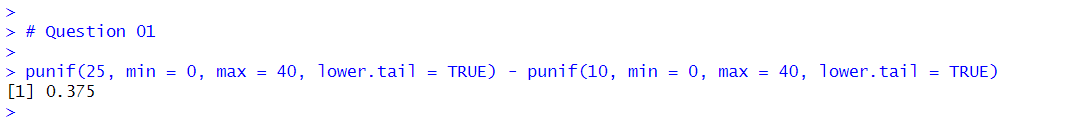 >
> # Question 01
>
> punif(25, min = 0, max = 40, lower.tail = TRUE) - punif(10, min = 0, max = 40, lower.tail = TRUE)
[1] 0.375
>